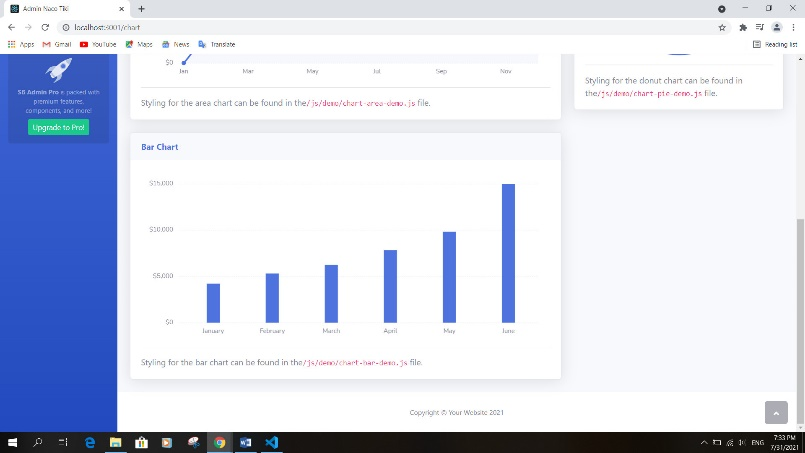 Admin Naco Tiki
localhost:3001/chart
Apps Gmail YouTube Maps News Translate Reading list
SB Admin Pro is packed with
premium features,
components, and more!
Upgrade to Pro!
$0
Jan Mar May Jul Sep Nov
Styling for the area chart can be found in the/js/demo/chart-area-demo.js file.
Styling for the donut chart can be found in
the/js/demo/chart-pie-demo.js file.
Bar Chart
$15,000
$10,000
$5,000
$0
January February March April May June
Styling for the bar chart can be found in the/js/demo/chart-bar-demo.js file.
Copyright © Your Website 2021
ENG
7:33 PM
7/31/2021